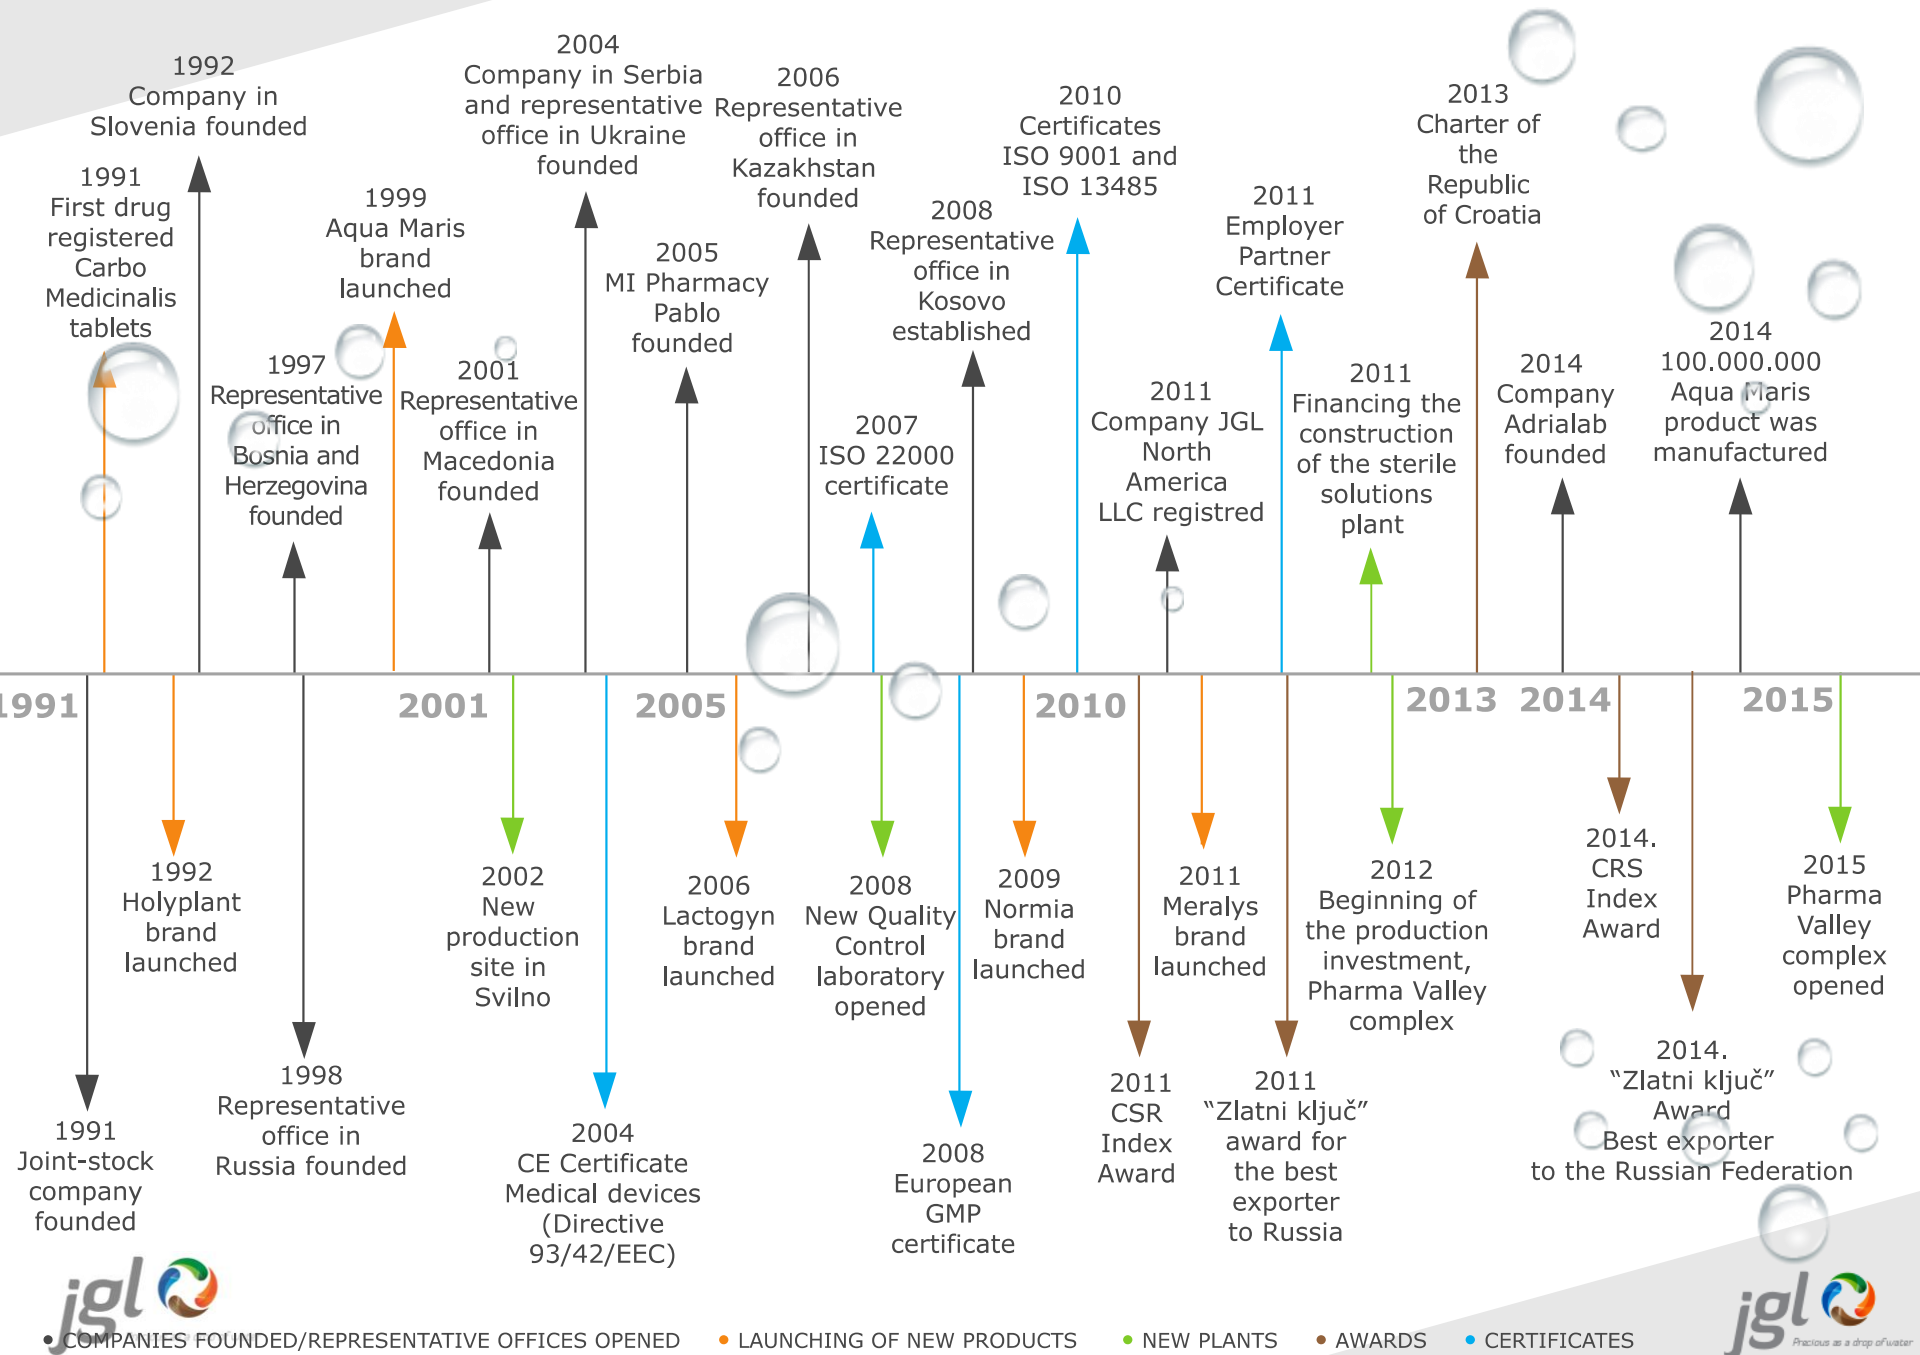 1992
Company in
Slovenia founded
1991
First drug
registered
Carbo
Medicinalis
tablets
1997
Representative
office in
Bosnia and
Herzegovina
founded
1999
Aqua Maris
brand
launched
2001
Representative
office in
Macedonia
founded
2004
Company in Serbia
and representative
office in Ukraine
founded
2005
MI Pharmacy
Pablo
founded
2006
Representative
office in
Kazakhstan
founded
2007
ISO 22000
certificate
2008
Representative
office in
Kosovo
established
2010
Certificates
ISO 9001 and
ISO 13485
2011
Company JGL
North
America
LLC registred
2011
Employer
Partner
Certificate
2011
Financing the
construction
of the sterile
solutions
plant
2013
Charter of
the
Republic
of Croatia
2014
Company
Adrialab
founded
2014
100.000.000
Aqua Maris
product was
manufactured
1991
2001
2005
2010
2013
2014
2015
1991
Joint-stock
company
founded
1992
Holyplant
brand
launched
1998
Representative
office in
Russia founded
2002
New
production
site in
Svilno
2004
CE Certificate
Medical devices
(Directive
93/42/EEC)
2006
Lactogyn
brand
launched
2008
New Quality
Control
laboratory
opened
2008
European
GMP
certificate
2009
Normia
brand
launched
2011
CSR
Index
Award
2011
Meralys
brand
launched
2011
“Zlatni ključ”
award for
the best
exporter
to Russia
2012
Beginning of
the production
investment,
Pharma Valley
complex
2014.
CRS
Index
Award
2014.
“Zlatni ključ”
Award
Best exporter
to the Russian Federation
2015
Pharma
Valley
complex
opened
jgl
• COMPANIES FOUNDED/REPRESENTATIVE OFFICES OPENED
• LAUNCHING OF NEW PRODUCTS
• NEW PLANTS
• AWARDS
• CERTIFICATES
jgl
Precious as a drop of water